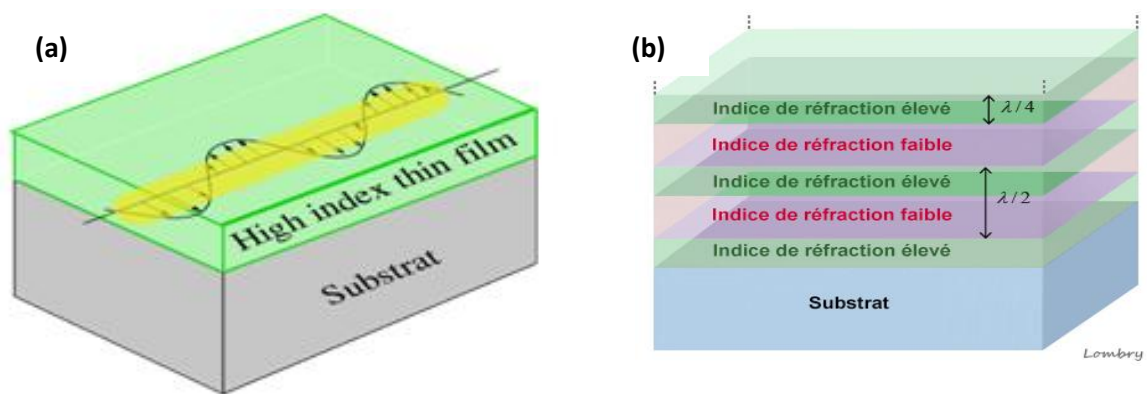 (a)
High index thin film
Substrat
(b)
Indice de réfraction élevé
λ/4
Indice de réfraction faible
Indice de réfraction élevé
λ/2
Indice de réfraction faible
Indice de réfraction élevé
Substrat
Lombry